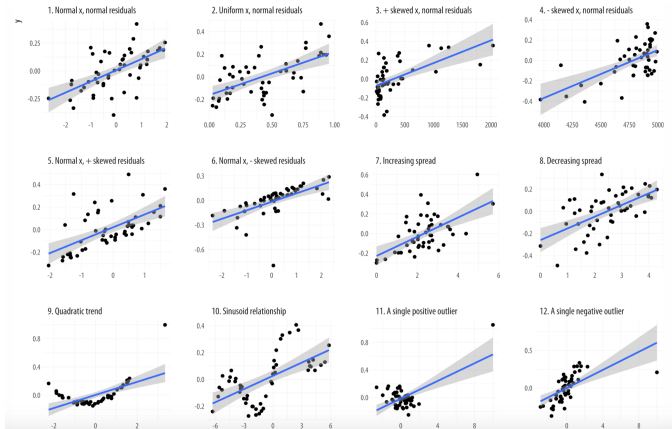 1. Normal x, normal residuals
2. Uniform x, normal residuals
3. + skewed x, normal residuals
4. - skewed x, normal residuals
y
0.25
0.00
-0.25
-2 -1 0 1 2
0.4
0.2
0.0
-0.2
0.00 0.25 0.50 0.75 1.00
0.6
0.4
0.2
0.0
-0.2
-0.4
0 500 1000 1500 2000
0.4
0.2
0.0
-0.2
-0.4
4000 4250 4500 4750 5000
5. Normal x, + skewed residuals
6. Normal x, - skewed residuals
7. Increasing spread
8. Decreasing spread
0.4
0.2
0.0
-0.2
-2 -1 0 1
0.3
0.0
-0.3
-0.6
-2 -1 0 1 2
0.6
0.4
0.2
0.0
-0.2
0 2 4 6
0.2
0.0
-0.2
-0.4
0 1 2 3 4
9. Quadratic trend
10. Sinusoid relationship
11. A single positive outlier
12. A single negative outlier
0.8
0.4
0.0
-2 0 2
0.4
0.2
0.0
-0.2
-6 -3 0 3 6
0.8
0.4
0.0
0 4 8
0.5
0.0
0 4 8